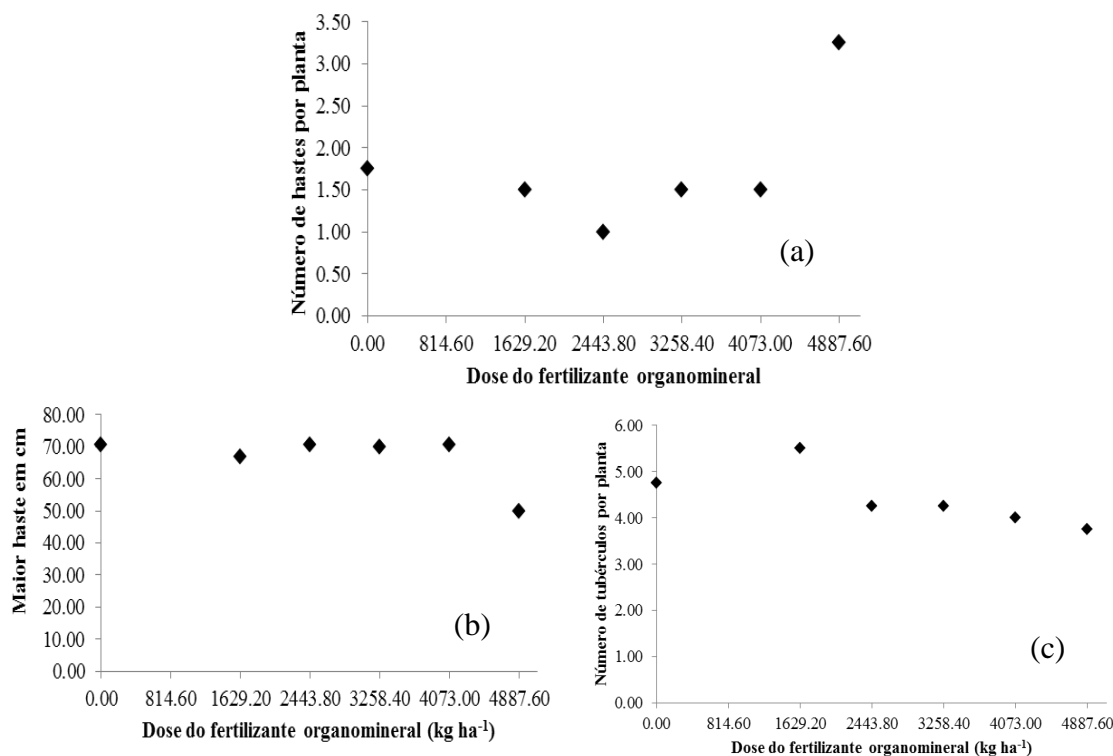 3.50
3.00
2.50
2.00
1.50
1.00
0.50
0.00
Número de hastes por planta
0.00 814.60 1629.20 2443.80 3258.40 4073.00 4887.60
Dose do fertilizante organomineral
(a)
80.00
70.00
60.00
50.00
40.00
30.00
20.00
10.00
0.00
Maior haste em cm
0.00 814.60 1629.20 2443.80 3258.40 4073.00 4887.60
Dose do fertilizante organomineral (kg ha⁻¹)
(b)
6.00
5.00
4.00
3.00
2.00
1.00
0.00
Número de tubérculos por planta
0.00 814.60 1629.20 2443.80 3258.40 4073.00 4887.60
Dose do fertilizante organomineral (kg ha⁻¹)
(c)